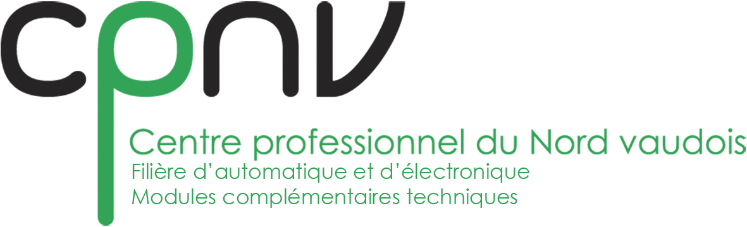 cpnv
Centre professionnel du Nord vaudois
Filière d'automatique et d'électronique
Modules complémentaires techniques